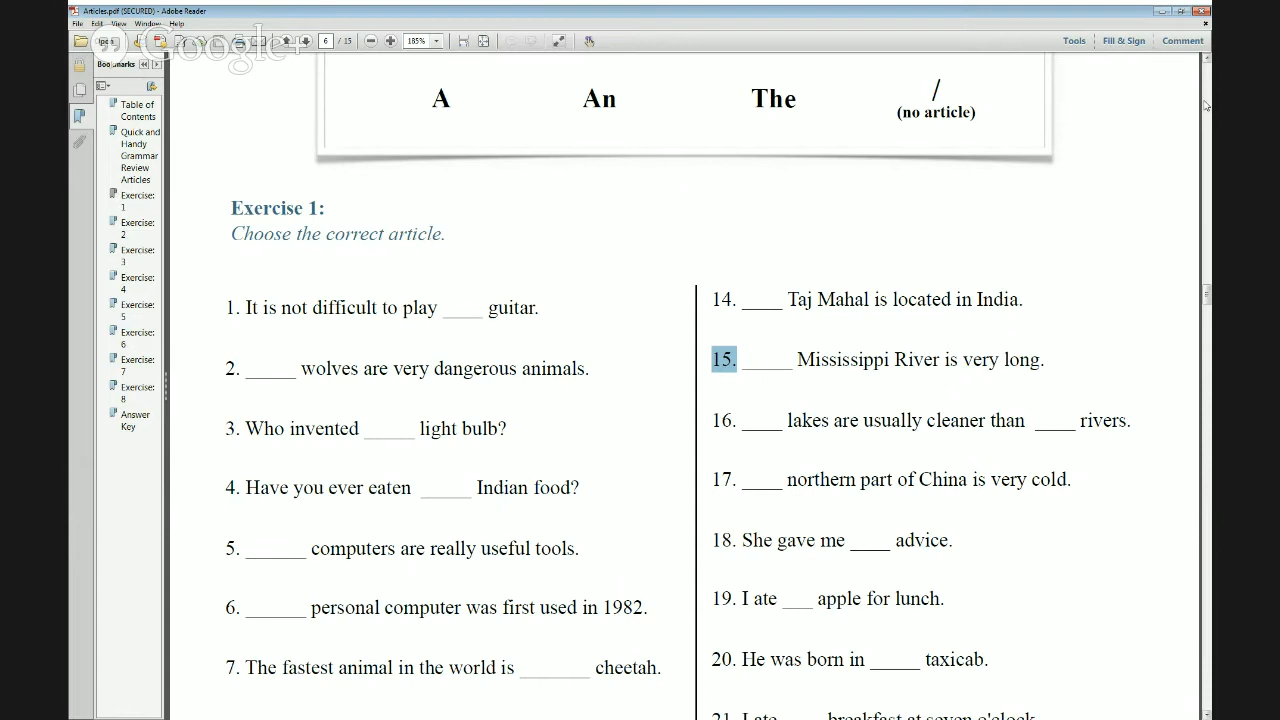 Articles.pdf (SECURED) - Adobe Reader
File Edit View Window Help
Google+
6 / 15
185%
Tools
Fill & Sign
Comment
Bookmarks
Table of
Contents
Quick and
Handy
Grammar
Review
Articles
Exercise:
1
Exercise:
2
Exercise:
3
Exercise:
4
Exercise:
5
Exercise:
6
Exercise:
7
Exercise:
8
Answer
Key
A An The /
(no article)
Exercise 1:
Choose the correct article.
1. It is not difficult to play ____ guitar.
2. _____ wolves are very dangerous animals.
3. Who invented _____ light bulb?
4. Have you ever eaten _____ Indian food?
5. ______ computers are really useful tools.
6. ______ personal computer was first used in 1982.
7. The fastest animal in the world is _______ cheetah.
14. ____ Taj Mahal is located in India.
15. _____ Mississippi River is very long.
16. ____ lakes are usually cleaner than ____ rivers.
17. ____ northern part of China is very cold.
18. She gave me ____ advice.
19. I ate ___ apple for lunch.
20. He was born in _____ taxicab.
21. I ate ____ breakfast at seven o'clock.